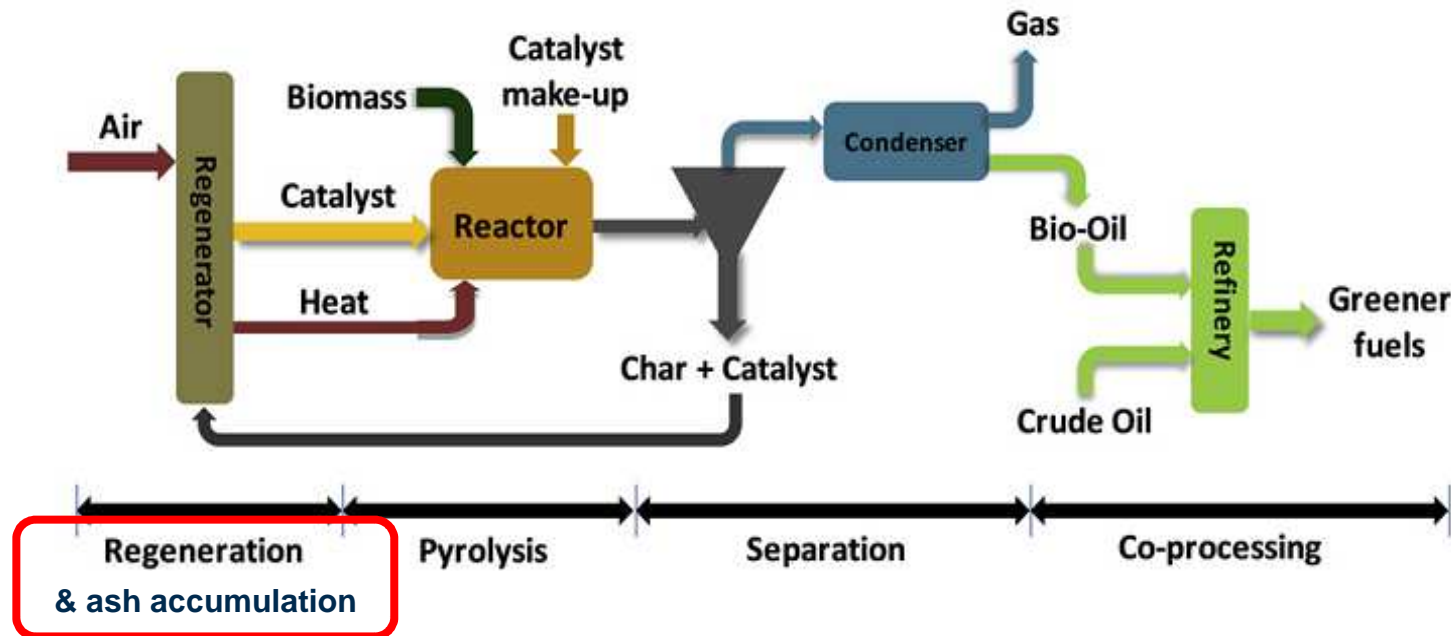 Gas
Catalyst
make-up
Biomass
Air
Condenser
Regenerator
Catalyst
Reactor
Bio-Oil
Refinery
Heat
Greener
fuels
Char + Catalyst
Crude Oil
Regeneration
Pyrolysis
Separation
Co-processing
& ash accumulation